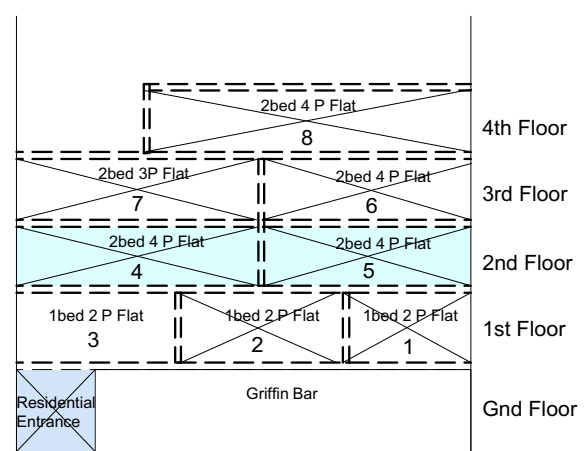 2bed 4 P Flat
8
4th Floor
2bed 3P Flat
7
2bed 4 P Flat
6
3rd Floor
2bed 4 P Flat
4
2bed 4 P Flat
5
2nd Floor
1bed 2 P Flat
3
1bed 2 P Flat
2
1bed 2 P Flat
1
1st Floor
Residential
Entrance
Griffin Bar
Gnd Floor